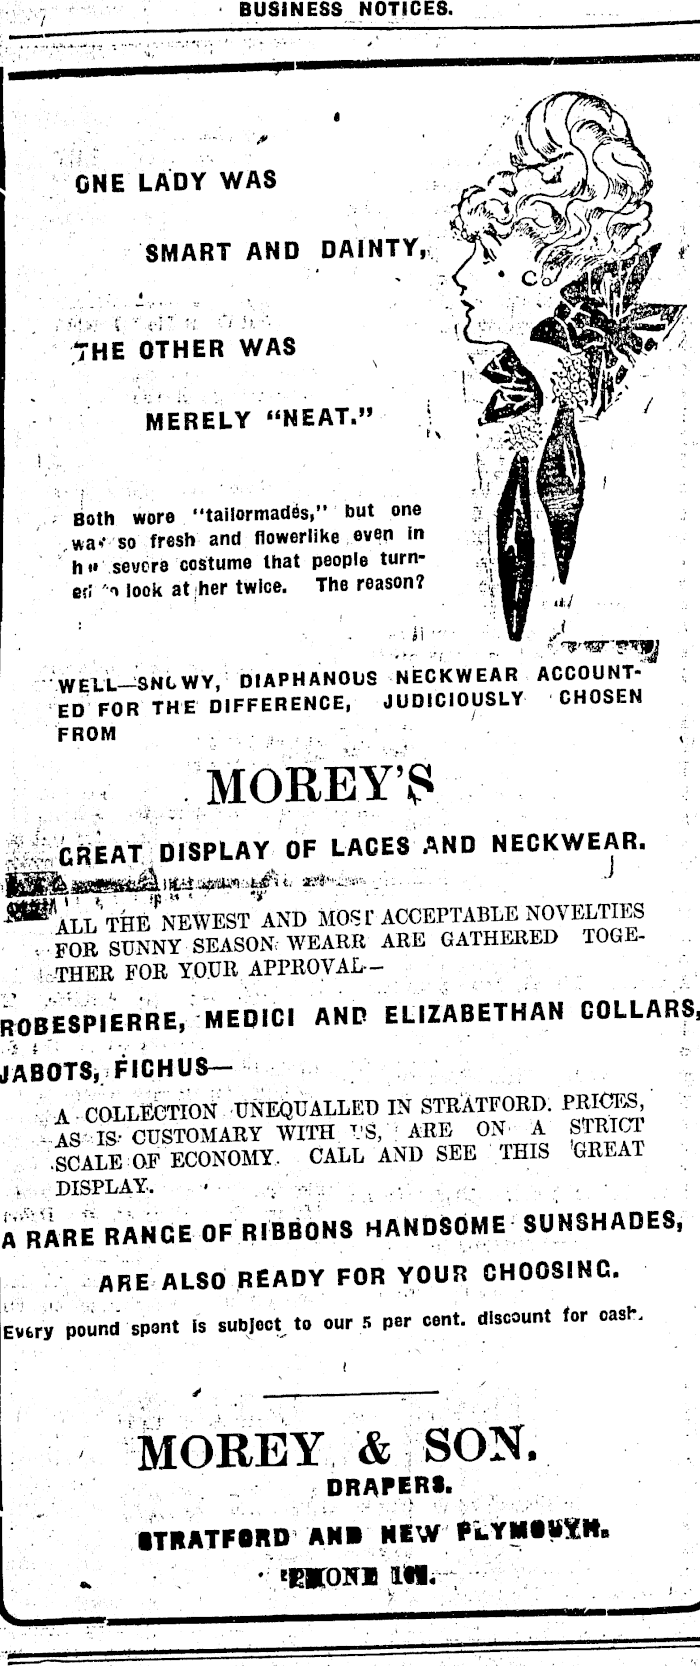 BUSINESS NOTICES.
ONE LADY WAS
SMART AND DAINTY,
THE OTHER WAS
MERELY "NEAT."
Both wore "tailormades," but one
was so fresh and flowerlike even in
her severe costume that people turn-
ed to look at her twice. The reason?
WELL—SNOWY, DIAPHANOUS NECKWEAR ACCOUNT-
ED FOR THE DIFFERENCE, JUDICIOUSLY CHOSEN
FROM
MOREY'S
GREAT DISPLAY OF LACES AND NECKWEAR.
ALL THE NEWEST AND MOST ACCEPTABLE NOVELTIES
FOR SUNNY SEASON WEARR ARE GATHERED TOGE-
THER FOR YOUR APPROVAL—
ROBESPIERRE, MEDICI AND ELIZABETHAN COLLARS,
JABOTS, FICHUS—
A COLLECTION UNEQUALLED IN STRATFORD. PRICES,
AS IS CUSTOMARY WITH US, ARE ON A STRICT
SCALE OF ECONOMY. CALL AND SEE THIS GREAT
DISPLAY.
A RARE RANGE OF RIBBONS HANDSOME SUNSHADES,
ARE ALSO READY FOR YOUR CHOOSING.
Every pound spent is subject to our 5 per cent. discount for cash.
MOREY & SON.
DRAPERS.
STRATFORD AND NEW PLYMOUTH.
'PHONE